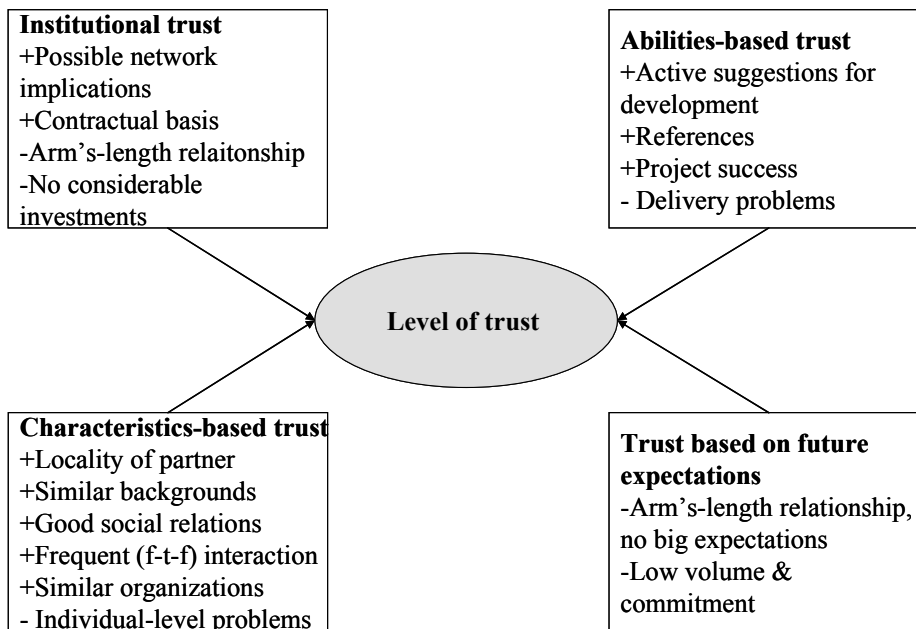 Institutional trust
+Possible network
implications
+Contractual basis
-Arm’s-length relaitonship
-No considerable
investments
Abilities-based trust
+Active suggestions for
development
+References
+Project success
- Delivery problems
Level of trust
Characteristics-based trust
+Locality of partner
+Similar backgrounds
+Good social relations
+Frequent (f-t-f) interaction
+Similar organizations
- Individual-level problems
Trust based on future
expectations
-Arm’s-length relationship,
no big expectations
-Low volume &
commitment